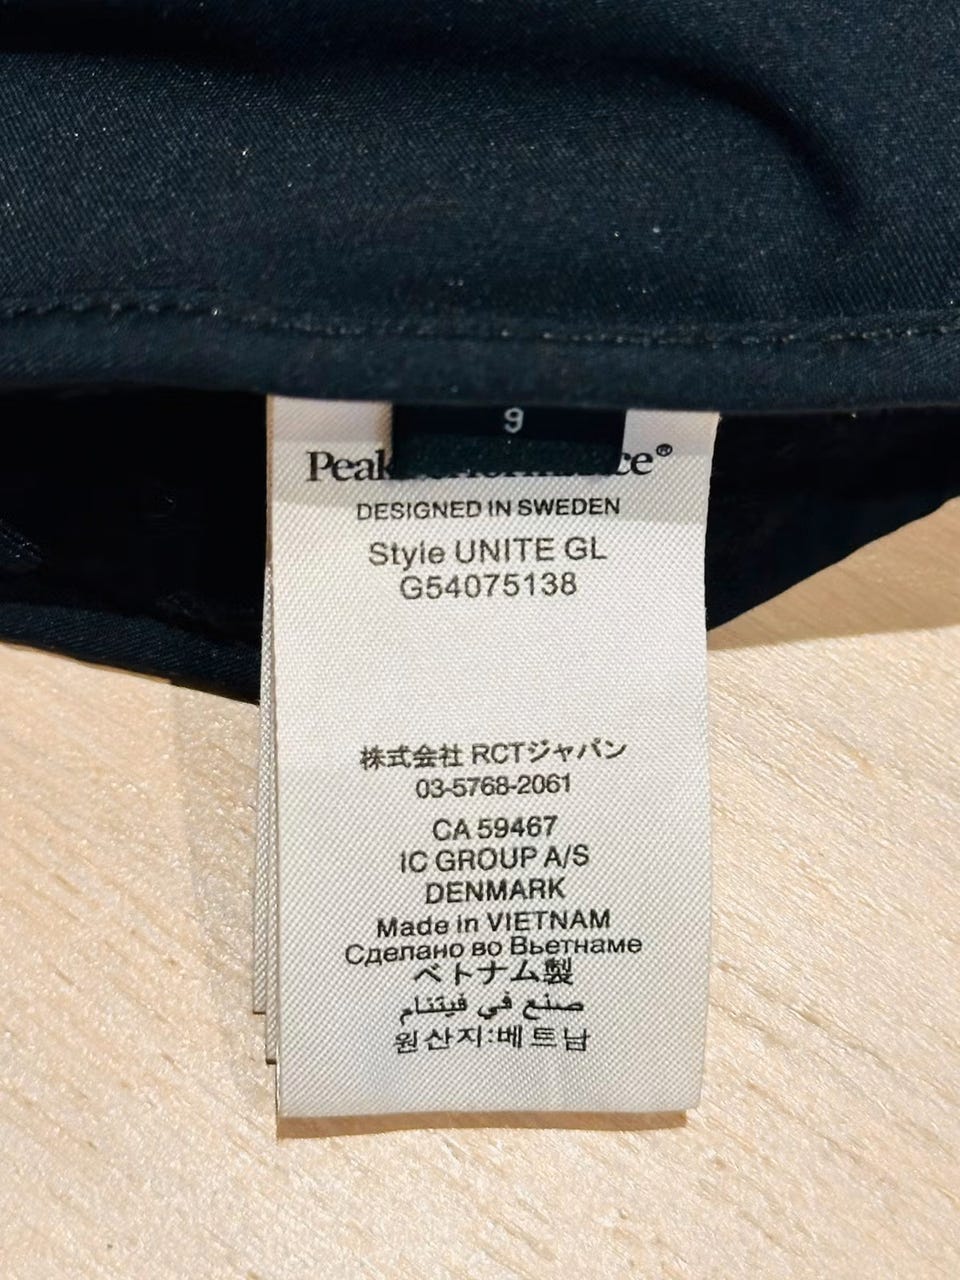 9
Peak Performance®
DESIGNED IN SWEDEN
Style UNITE GL
G54075138
株式会社 RCTジャパン
03-5768-2061
CA 59467
IC GROUP A/S
DENMARK
Made in VIETNAM
Сделано во Вьетнаме
ベトナム製
صنع في فيتنام
원산지:베트남